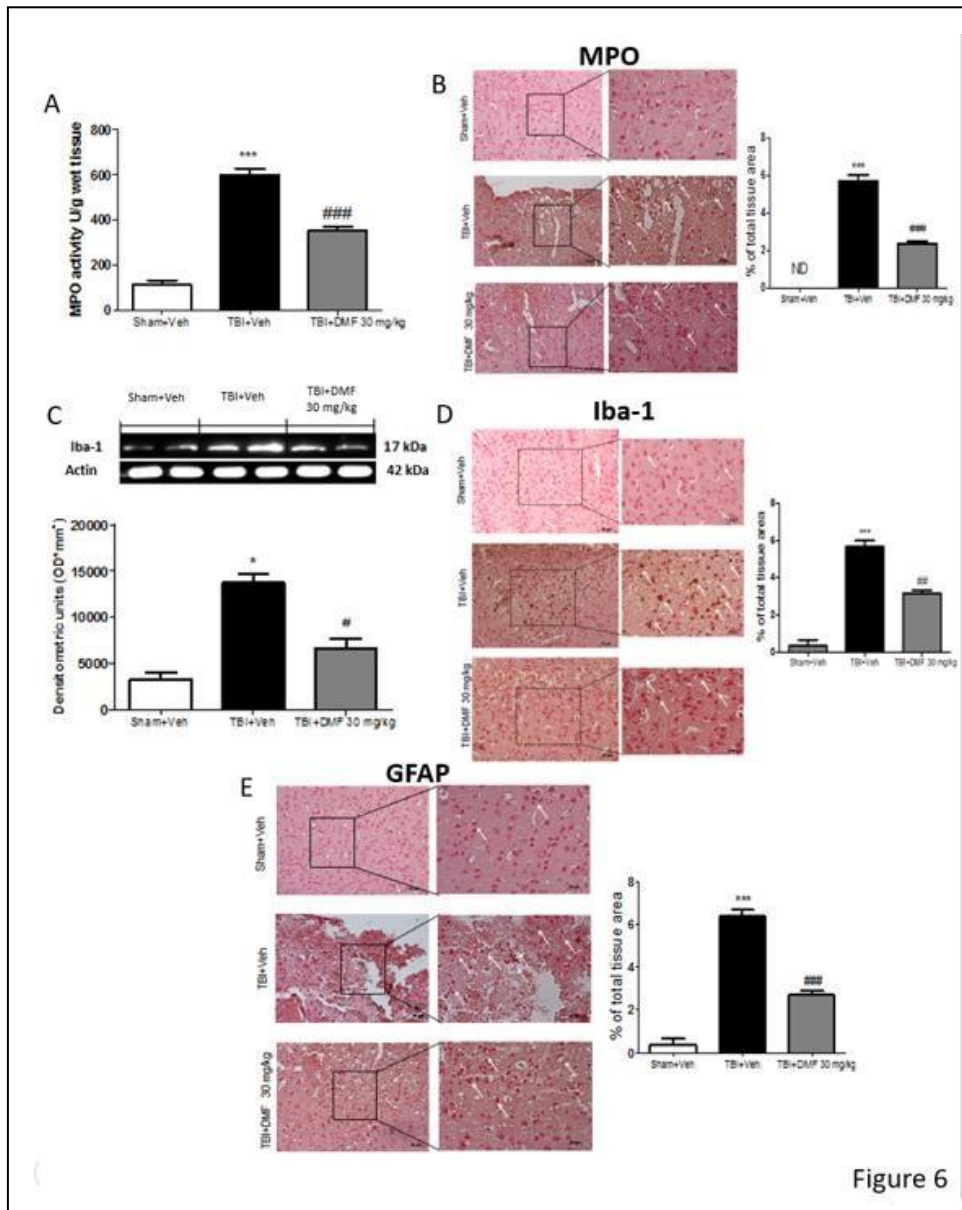 MPO
A
MPO activity U/g wet tissue
800
600
400
200
0
***
###
Sham+Veh
TBI+Veh
TBI+DMF 30 mg/kg
B
Sham+Veh
TBI+Veh
TBI+DMF 30 mg/kg
% of total tissue area
8
6
4
2
0
ND
***
###
Sham+Veh
TBI+Veh
TBI+DMF 30 mg/kg
C
Sham+Veh
TBI+Veh
TBI+DMF
30 mg/kg
Iba-1
17 kDa
Actin
42 kDa
Densitometric units (OD*mm²)
20000
15000
10000
5000
0
*
#
Sham+Veh
TBI+Veh
TBI+DMF 30 mg/kg
D
Iba-1
Sham+Veh
TBI+Veh
TBI+DMF 30 mg/kg
% of total tissue area
8
6
4
2
0
***
##
Sham+Veh
TBI+Veh
TBI+DMF 30 mg/kg
GFAP
E
Sham+Veh
TBI+Veh
TBI+DMF 30 mg/kg
% of total tissue area
8
6
4
2
0
***
###
Sham+Veh
TBI+Veh
TBI+DMF 30 mg/kg
Figure 6